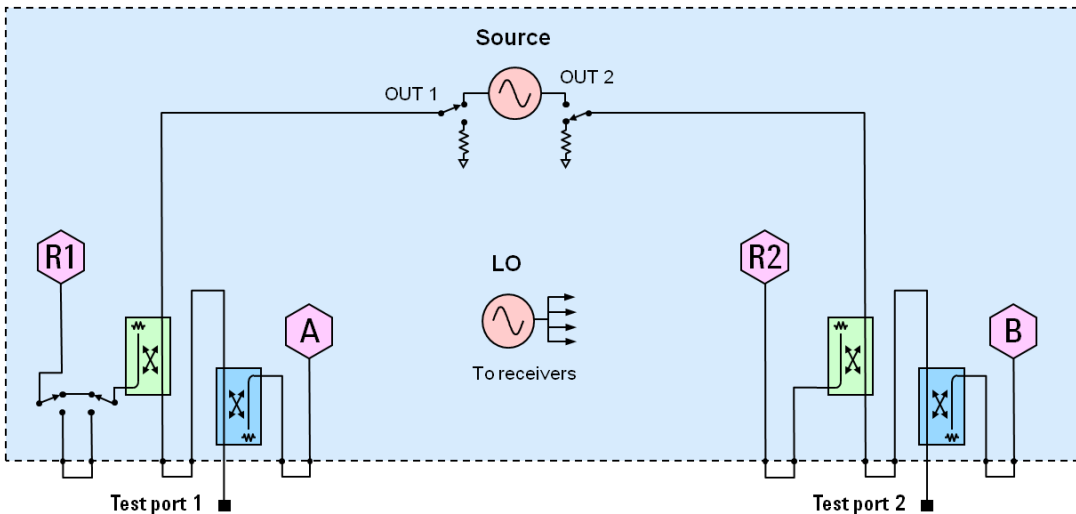 Source
OUT 1
OUT 2
R1
R2
LO
A
B
To receivers
Test port 1
Test port 2